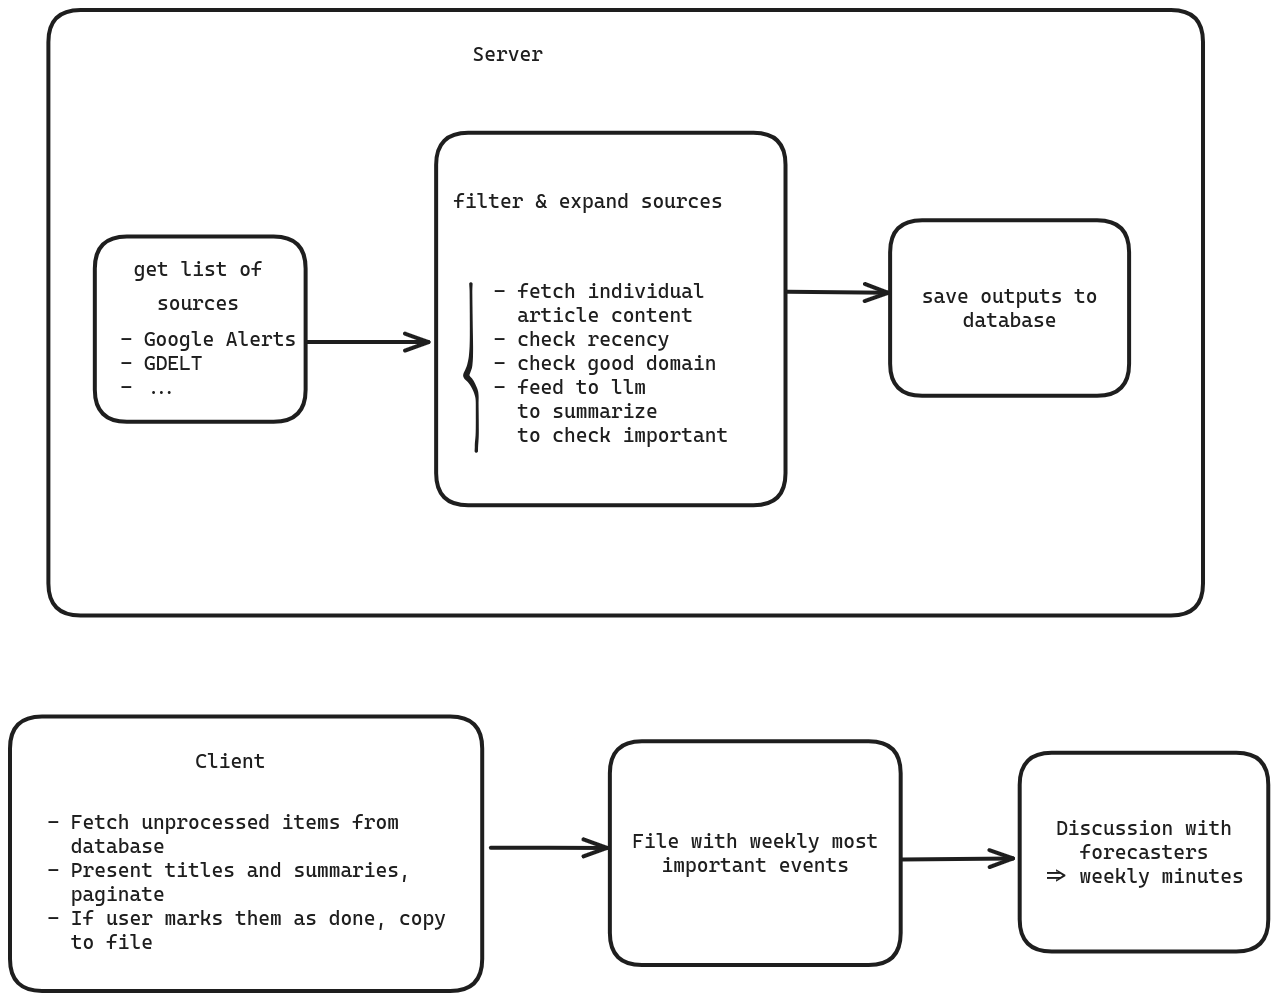 Server
get list of
sources
- Google Alerts
- GDELT
- ...
filter & expand sources
- fetch individual
article content
- check recency
- check good domain
- feed to llm
to summarize
to check important
save outputs to
database
Client
- Fetch unprocessed items from
database
- Present titles and summaries,
paginate
- If user marks them as done, copy
to file
File with weekly most
important events
Discussion with
forecasters
=> weekly minutes